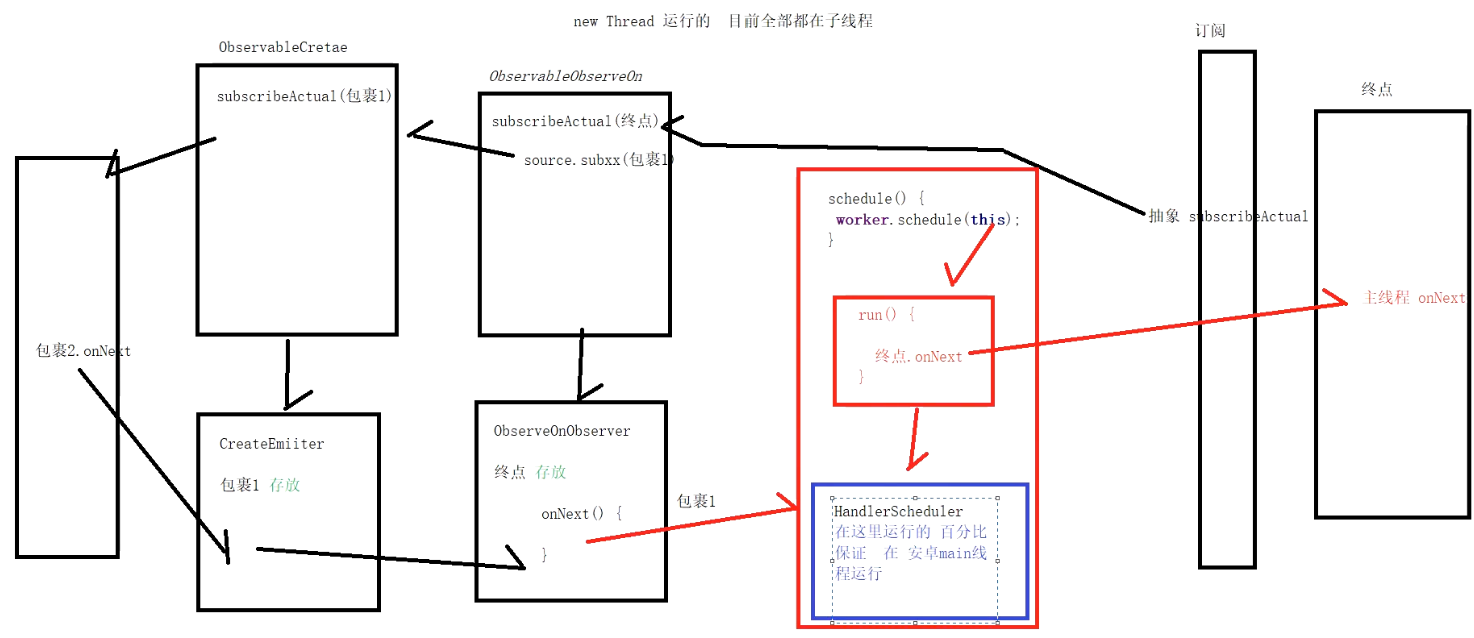 new Thread 运行的 目前全部都在子线程
ObservableCretae
subscribeActual(包裹1)
ObservableObserveOn
subscribeActual(终点)
source.subxx(包裹1)
订阅
终点
schedule() {
worker.schedule(this);
}
抽象 subscribeActual
run() {
终点.onNext
}
主线程 onNext
包裹2.onNext
CreateEmiiter
包裹1 存放
ObserveOnObserver
终点 存放
onNext() {
}
包裹1
HandlerScheduler
在这里运行的 百分比
保证 在 安卓main线
程运行